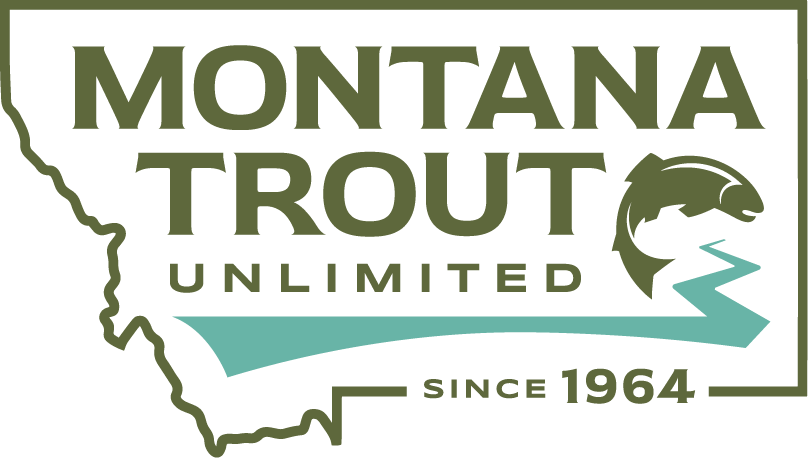 MONTANA
TROUT
UNLIMITED
SINCE 1964